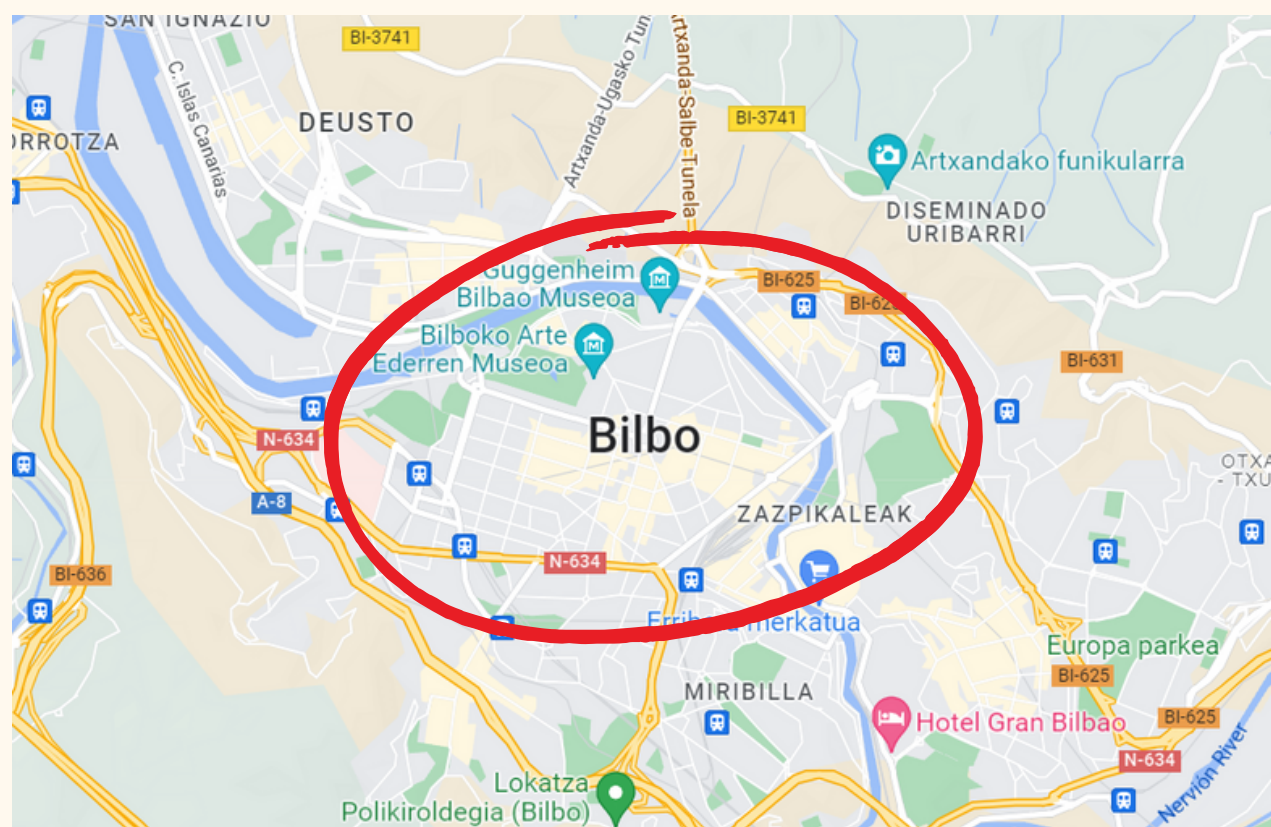 SAN IGNAZIO
BI-3741
C. Islas Canarias
Artxanda-Ugasko Tun
Artxanda-Salbe-Tunela
DEUSTO
BI-3741
ORROTZA
Artxandako funikularra
DISEMINADO
URIBARRI
Guggenheim
Bilbao Museoa
BI-625
BI-625
Bilboko Arte
Ederren Museoa
BI-631
Bilbo
N-634
OTXA
- TXU
A-8
ZAZPIKALEAK
N-634
BI-636
merkatua
Europa parkea
BI-625
MIRIBILLA
Hotel Gran Bilbao
BI-625
N-634
Nervión River
Lokatza
Polikiroldegia (Bilbo)